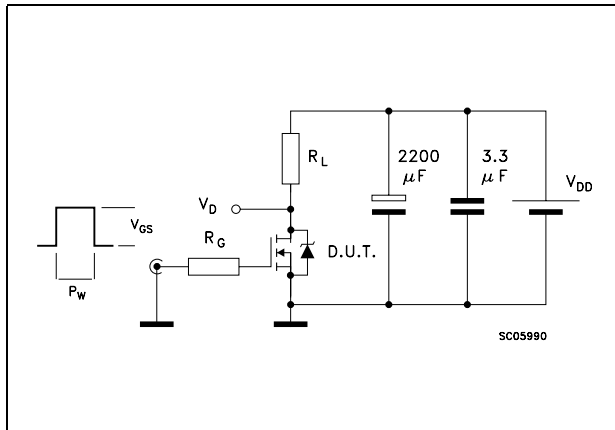 R_L
2200
μF
3.3
μF
V_DD
V_D
V_GS
R_G
D.U.T.
P_W
SC05990